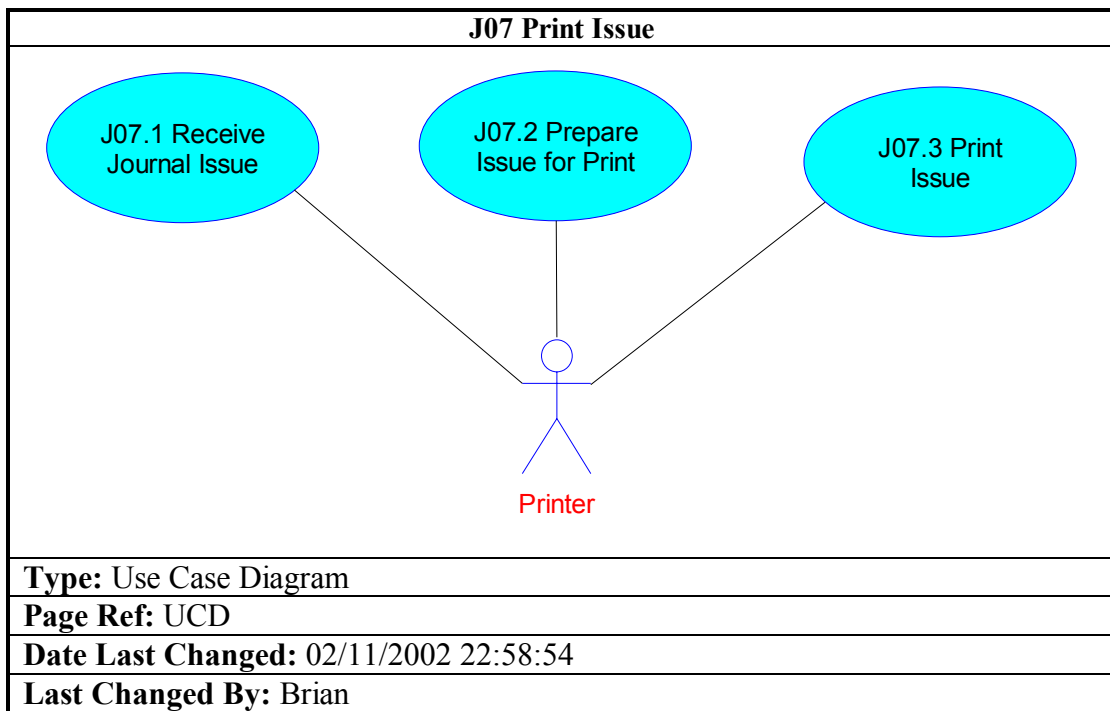 J07 Print Issue
J07.1 Receive
Journal Issue
J07.2 Prepare
Issue for Print
J07.3 Print
Issue
Printer
Type: Use Case Diagram
Page Ref: UCD
Date Last Changed: 02/11/2002 22:58:54
Last Changed By: Brian